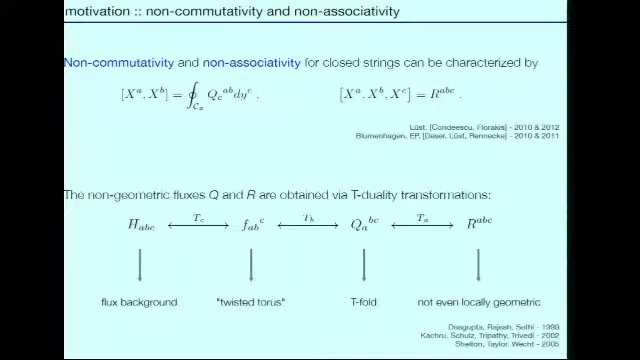 motivation :: non-commutativity and non-associativity
Non-commutativity and non-associativity for closed strings can be characterized by
[X^a, X^b] = ∮_{C_x} Q_c^{ab} dy^c , [X^a, X^b, X^c] = R^{abc} .
Lüst, [Condeescu, Florakis] - 2010 & 2012
Blumenhagen, EP, [Deser, Lüst, Rennecke] - 2010 & 2011
The non-geometric fluxes Q and R are obtained via T-duality transformations:
H_{abc} ⟷^{T_c} f_{ab}^c ⟷^{T_b} Q_a^{bc} ⟷^{T_a} R^{abc}
flux background "twisted torus" T-fold not even locally geometric
Dasgupta, Rajesh, Sethi - 1999
Kachru, Schulz, Tripathy, Trivedi - 2002
Shelton, Taylor, Wecht - 2005